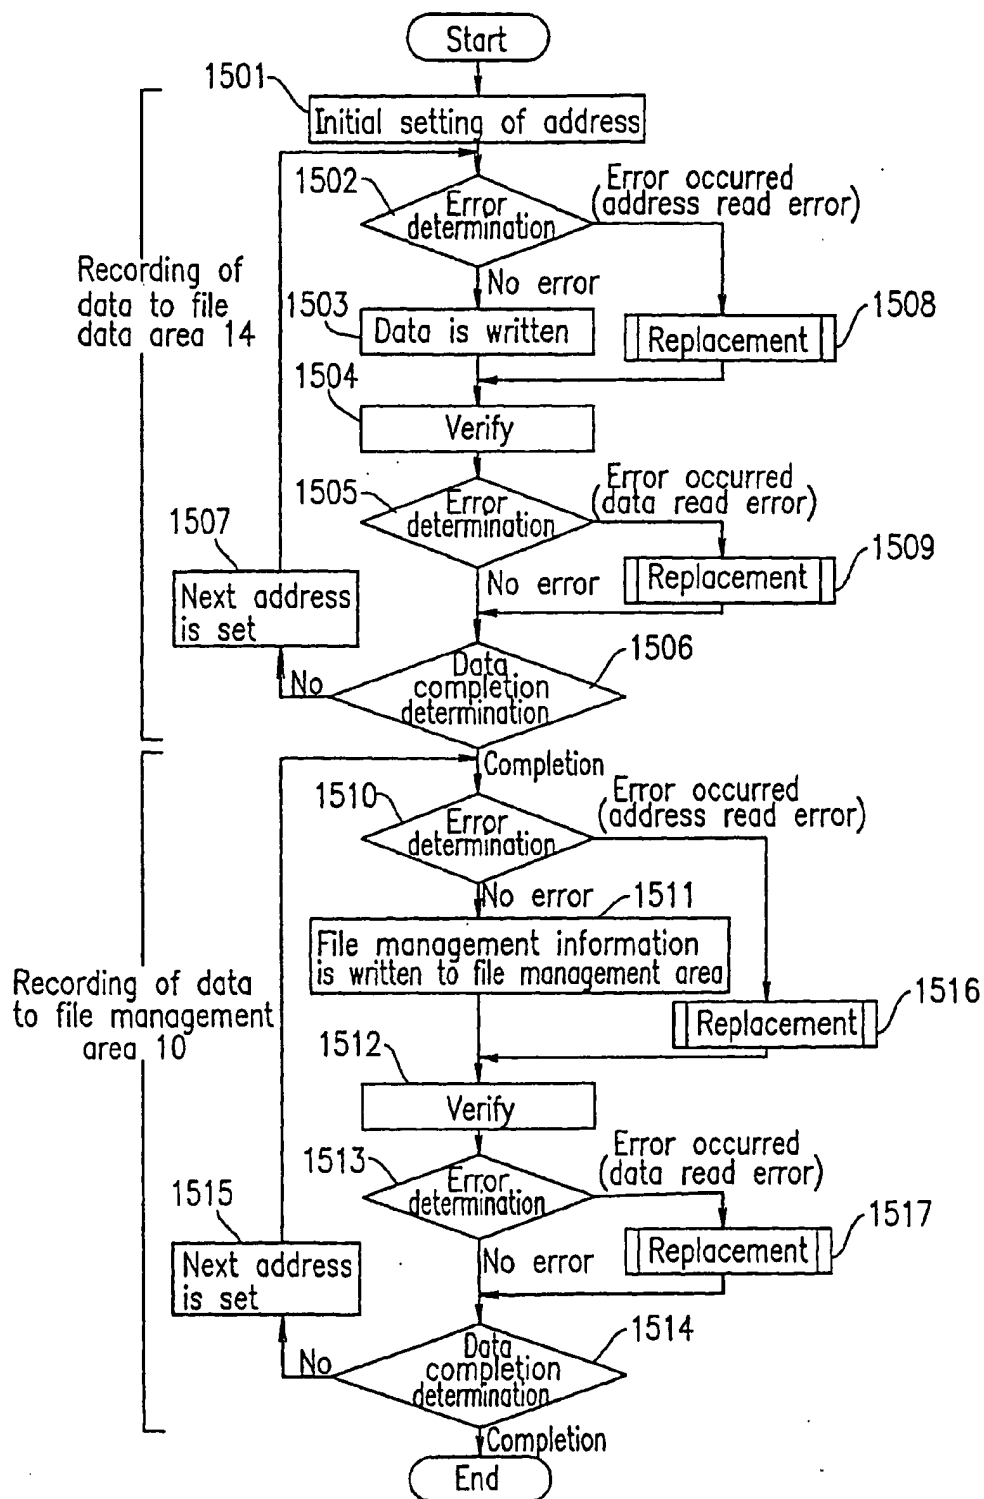 Start
1501
Initial setting of address
1502
Error
determination
Error occurred
(address read error)
Recording of
data to file
data area 14
No error
1503
Data is written
1508
Replacement
1504
Verify
1505
Error
determination
Error occurred
(data read error)
1507
Next address
is set
No error
1509
Replacement
1506
Data
completion
determination
No
Completion
1510
Error
determination
Error occurred
(address read error)
No error
1511
File management information
is written to file management area
Recording of data
to file management
area 10
1516
Replacement
1512
Verify
1513
Error
determination
Error occurred
(data read error)
1515
Next address
is set
No error
1517
Replacement
1514
Data
completion
determination
No
Completion
End